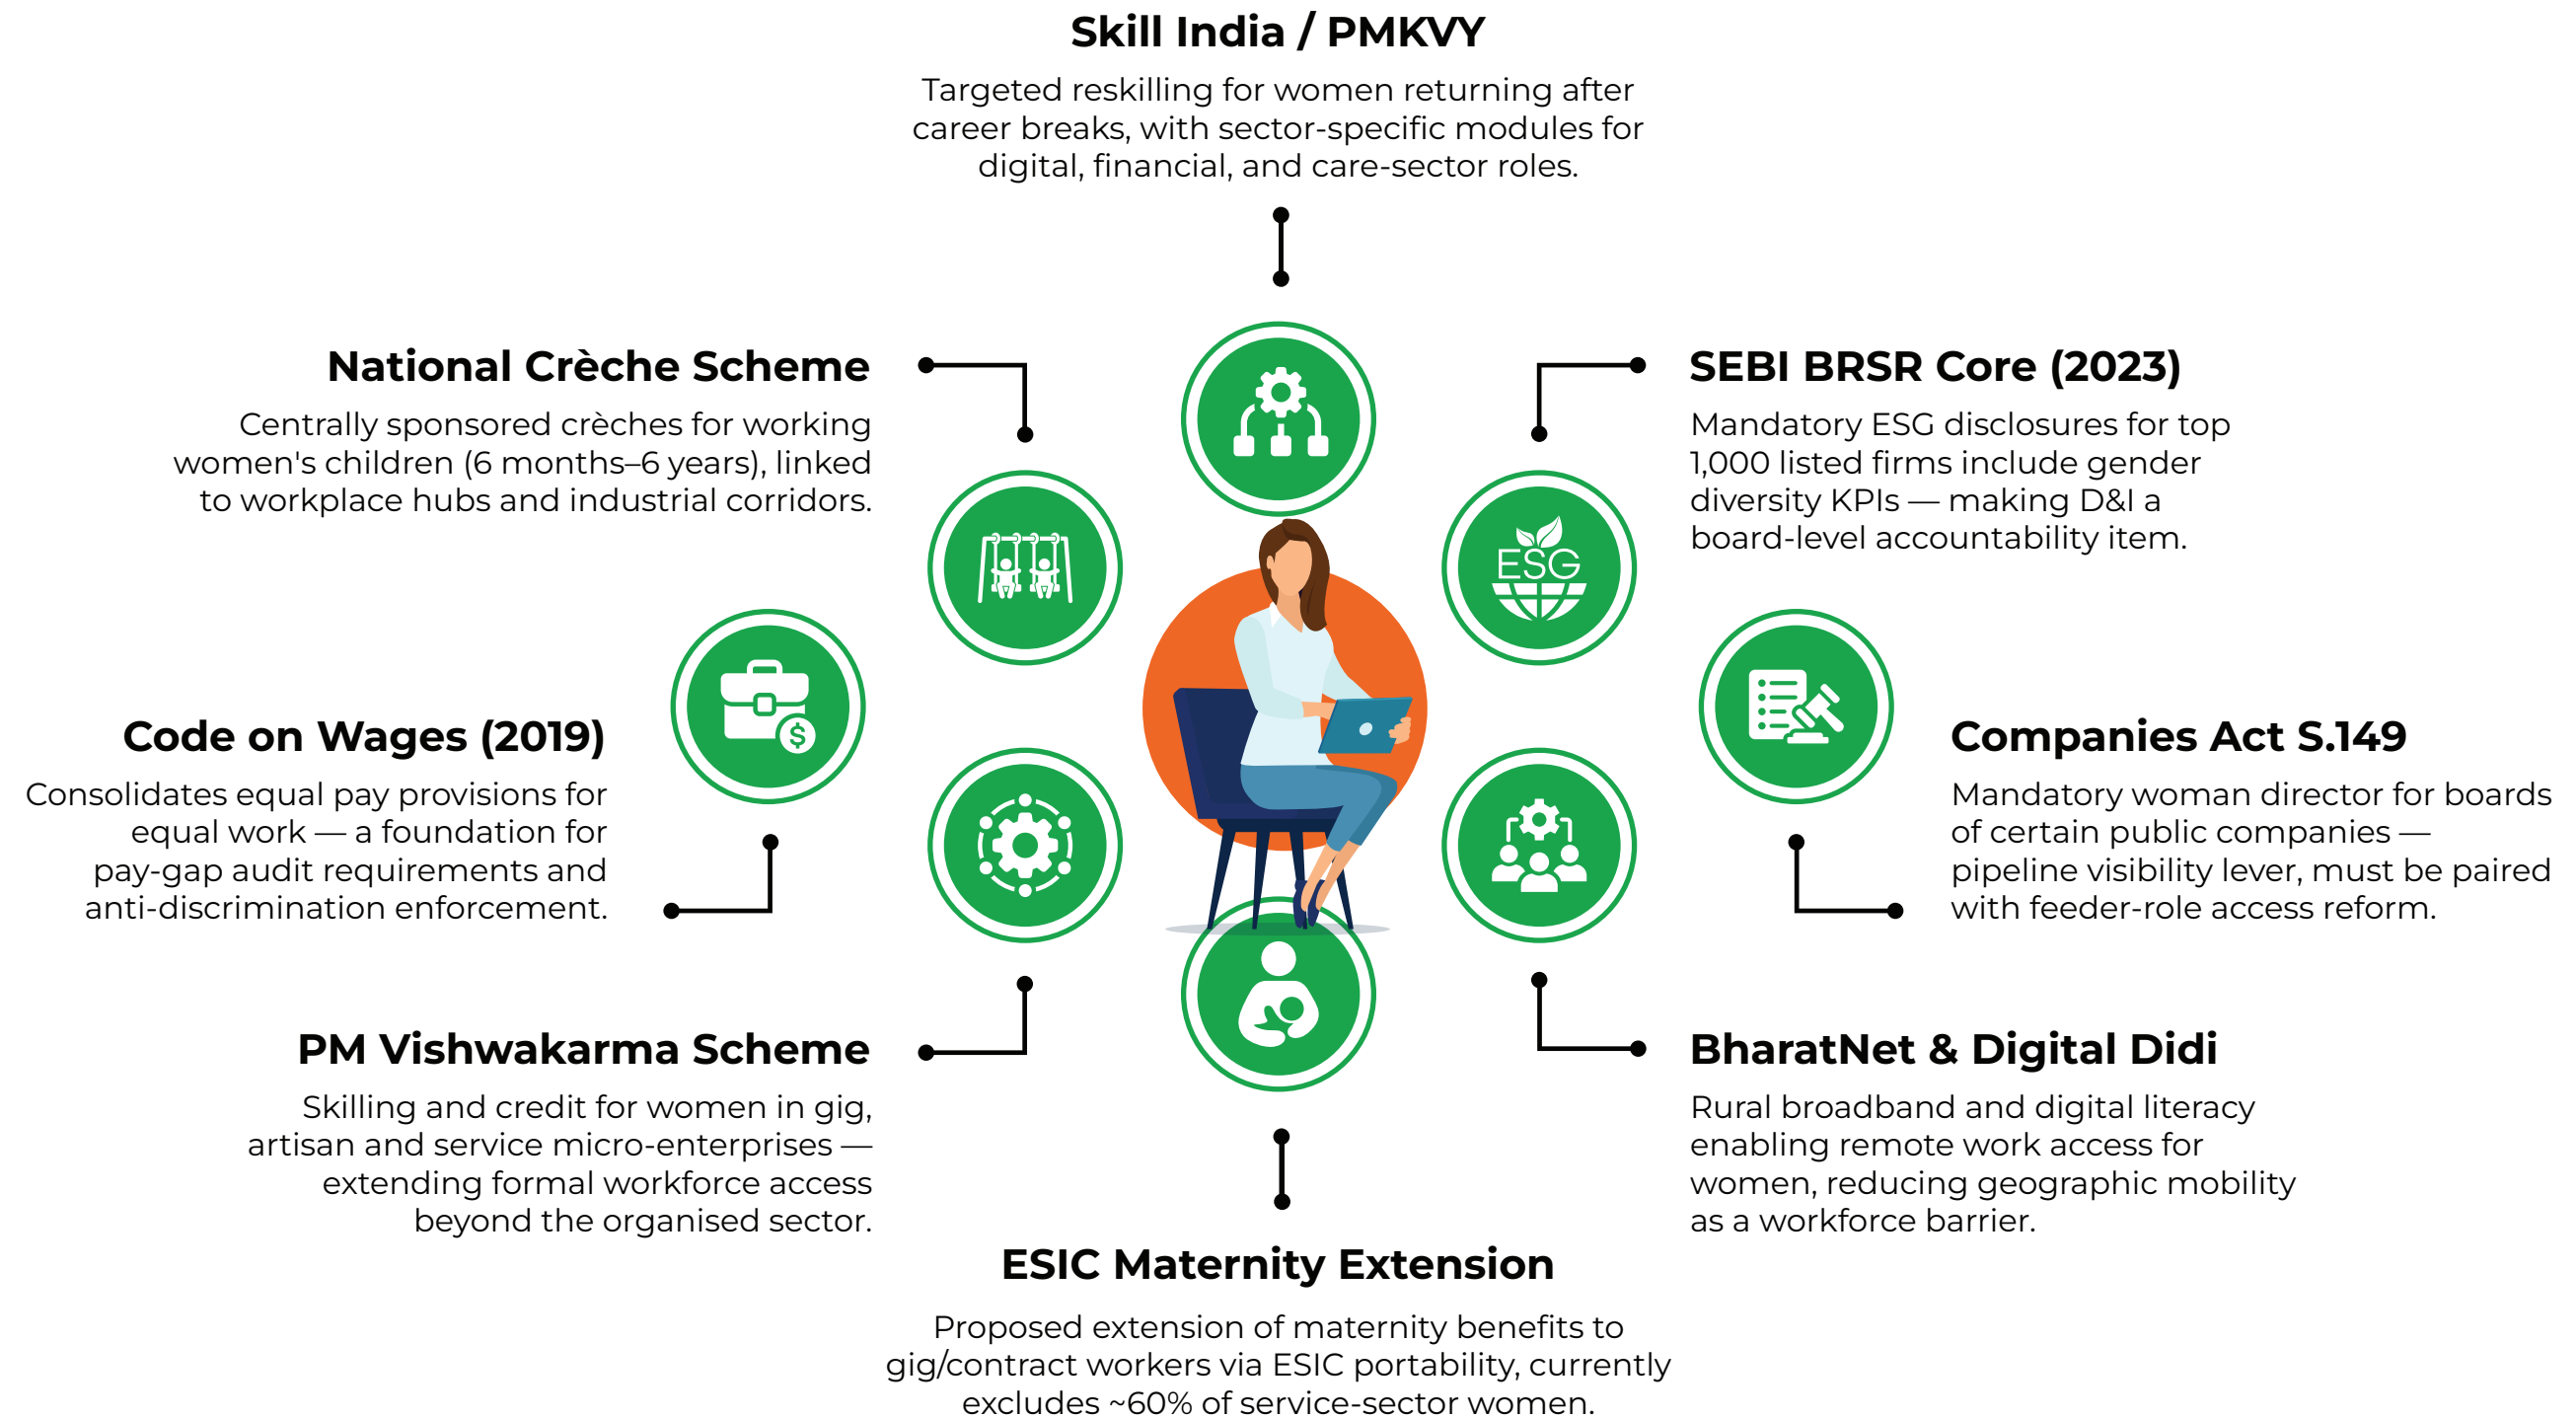 Skill India / PMKVY
Targeted reskilling for women returning after
career breaks, with sector-specific modules for
digital, financial, and care-sector roles.
National Crèche Scheme
Centrally sponsored crèches for working
women's children (6 months–6 years), linked
to workplace hubs and industrial corridors.
SEBI BRSR Core (2023)
Mandatory ESG disclosures for top
1,000 listed firms include gender
diversity KPIs — making D&I a
board-level accountability item.
ESG
$
Code on Wages (2019)
Consolidates equal pay provisions for
equal work — a foundation for
pay-gap audit requirements and
anti-discrimination enforcement.
Companies Act S.149
Mandatory woman director for boards
of certain public companies —
pipeline visibility lever, must be paired
with feeder-role access reform.
PM Vishwakarma Scheme
Skilling and credit for women in gig,
artisan and service micro-enterprises —
extending formal workforce access
beyond the organised sector.
BharatNet & Digital Didi
Rural broadband and digital literacy
enabling remote work access for
women, reducing geographic mobility
as a workforce barrier.
ESIC Maternity Extension
Proposed extension of maternity benefits to
gig/contract workers via ESIC portability, currently
excludes ~60% of service-sector women.